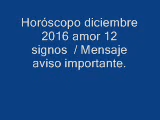 Horóscopo diciembre
2016 amor 12
signos  / Mensaje
aviso importante.